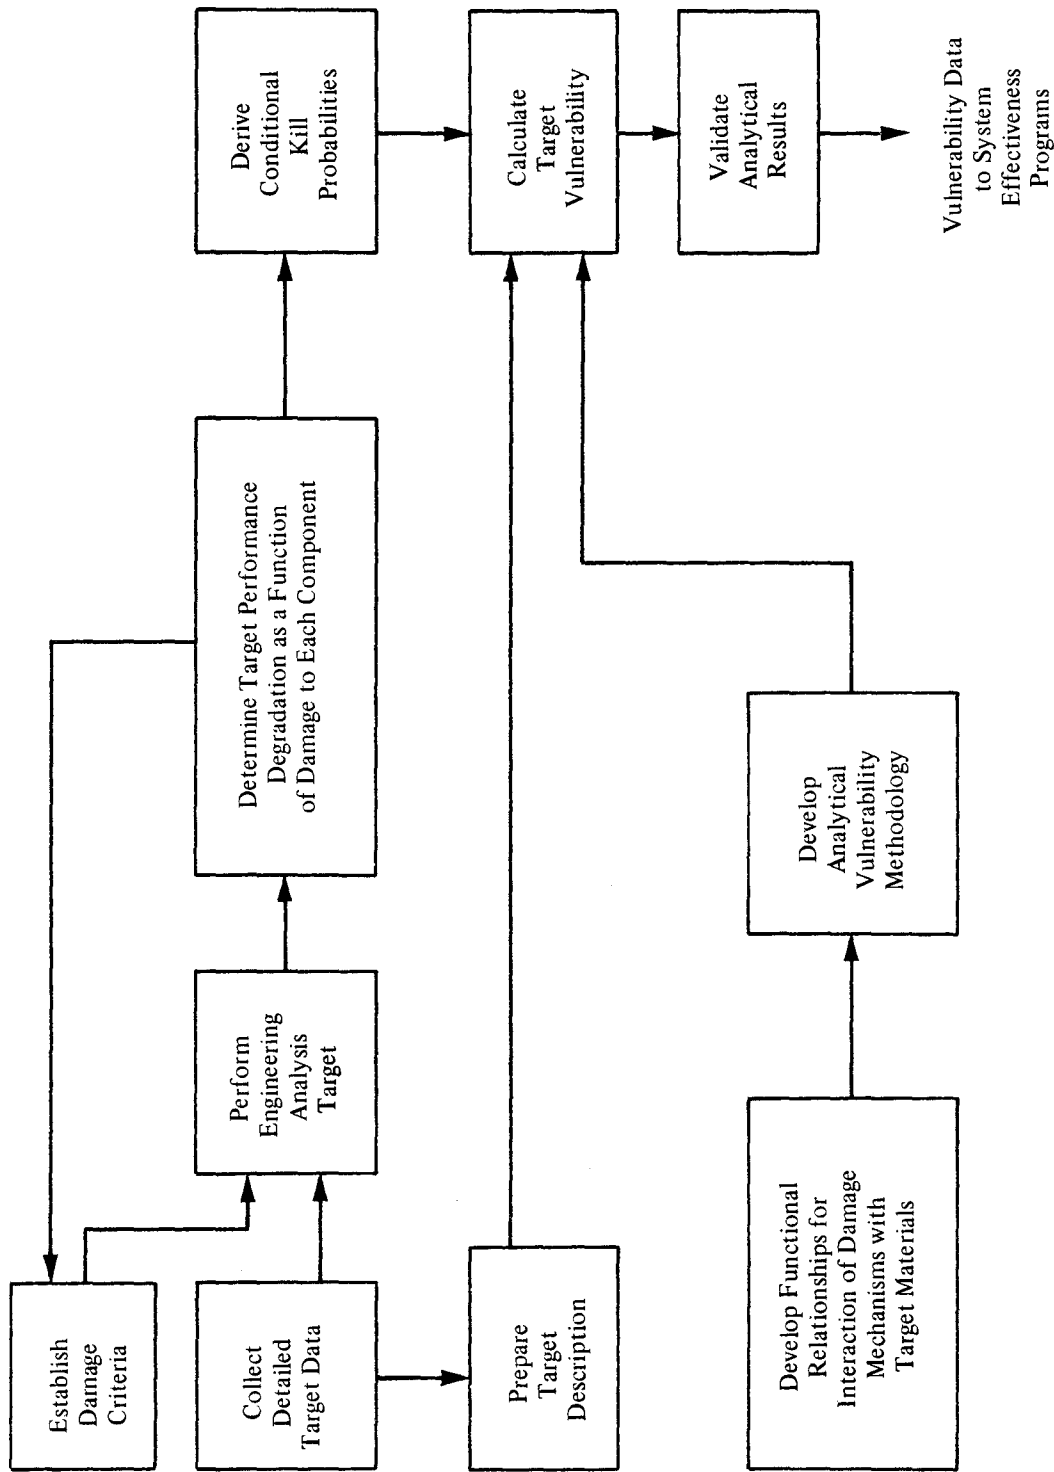 Establish
Damage
Criteria
Collect
Detailed
Target Data
Perform
Engineering
Analysis
Target
Determine Target Performance
Degradation as a Function
of Damage to Each Component
Derive
Conditional
Kill
Probabilities
Prepare
Target
Description
Calculate
Target
Vulnerability
Validate
Analytical
Results
Develop Functional
Relationships for
Interaction of Damage
Mechanisms with
Target Materials
Develop
Analytical
Vulnerability
Methodology
Vulnerability Data
to System
Effectiveness
Programs